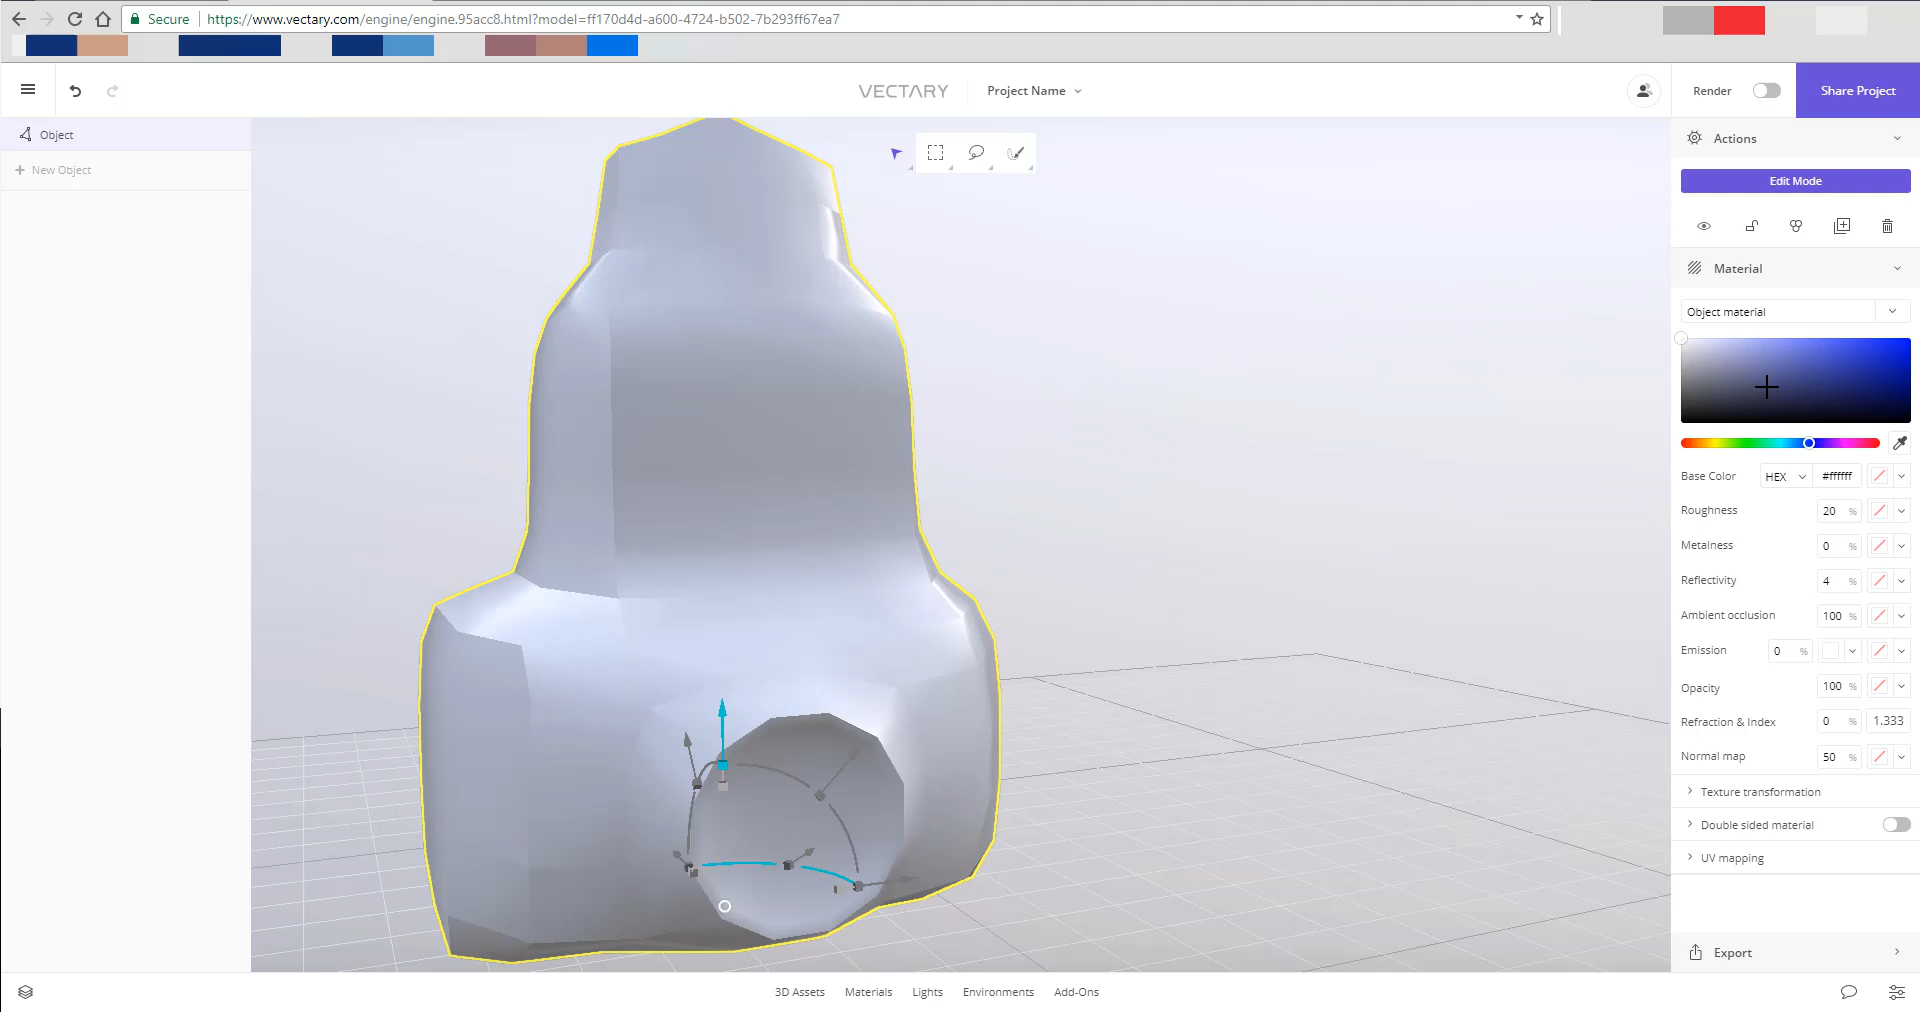 Secure https://www.vectary.com/engine/engine.95acc8.html?model=ff170d4d-a600-4724-b502-7b293ff67ea7
VECTARY Project Name Render Share Project
Object
New Object
Actions
Edit Mode
Material
Object material
Base Color HEX #ffffff
Roughness 20 %
Metalness 0 %
Reflectivity 4 %
Ambient occlusion 100 %
Emission 0 %
Opacity 100 %
Refraction & Index 0 % 1.333
Normal map 50 %
Texture transformation
Double sided material
UV mapping
Export
3D Assets Materials Lights Environments Add-Ons